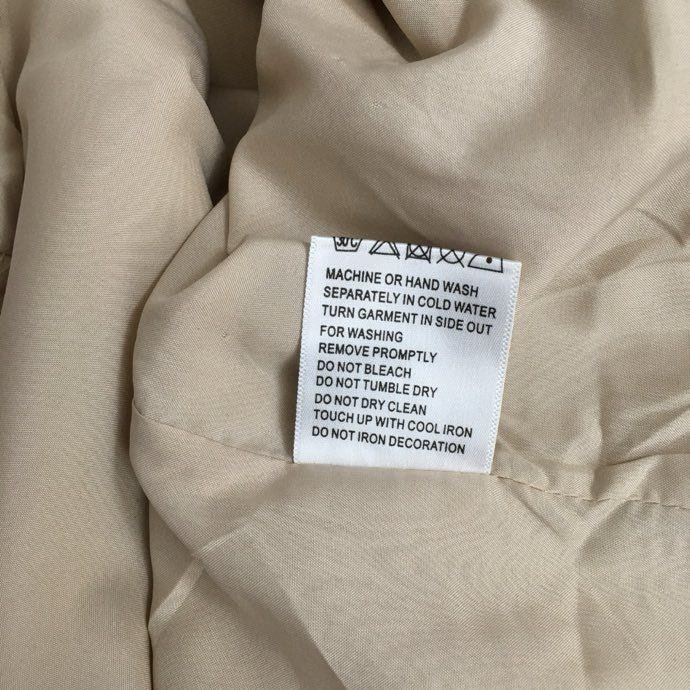 30C
MACHINE OR HAND WASH
SEPARATELY IN COLD WATER
TURN GARMENT IN SIDE OUT
FOR WASHING
REMOVE PROMPTLY
DO NOT BLEACH
DO NOT TUMBLE DRY
DO NOT DRY CLEAN
TOUCH UP WITH COOL IRON
DO NOT IRON DECORATION